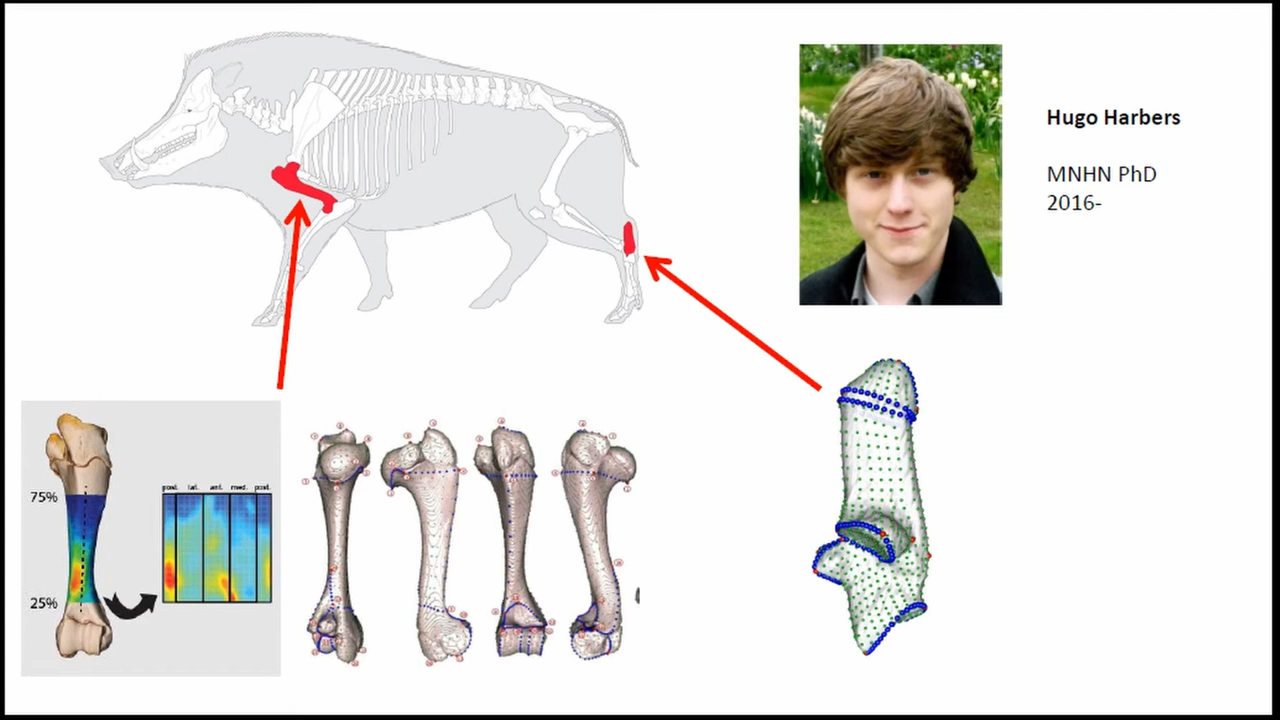 Hugo Harbers
MNHN PhD
2016-
75%
25%
post. lat. ant. med. post.